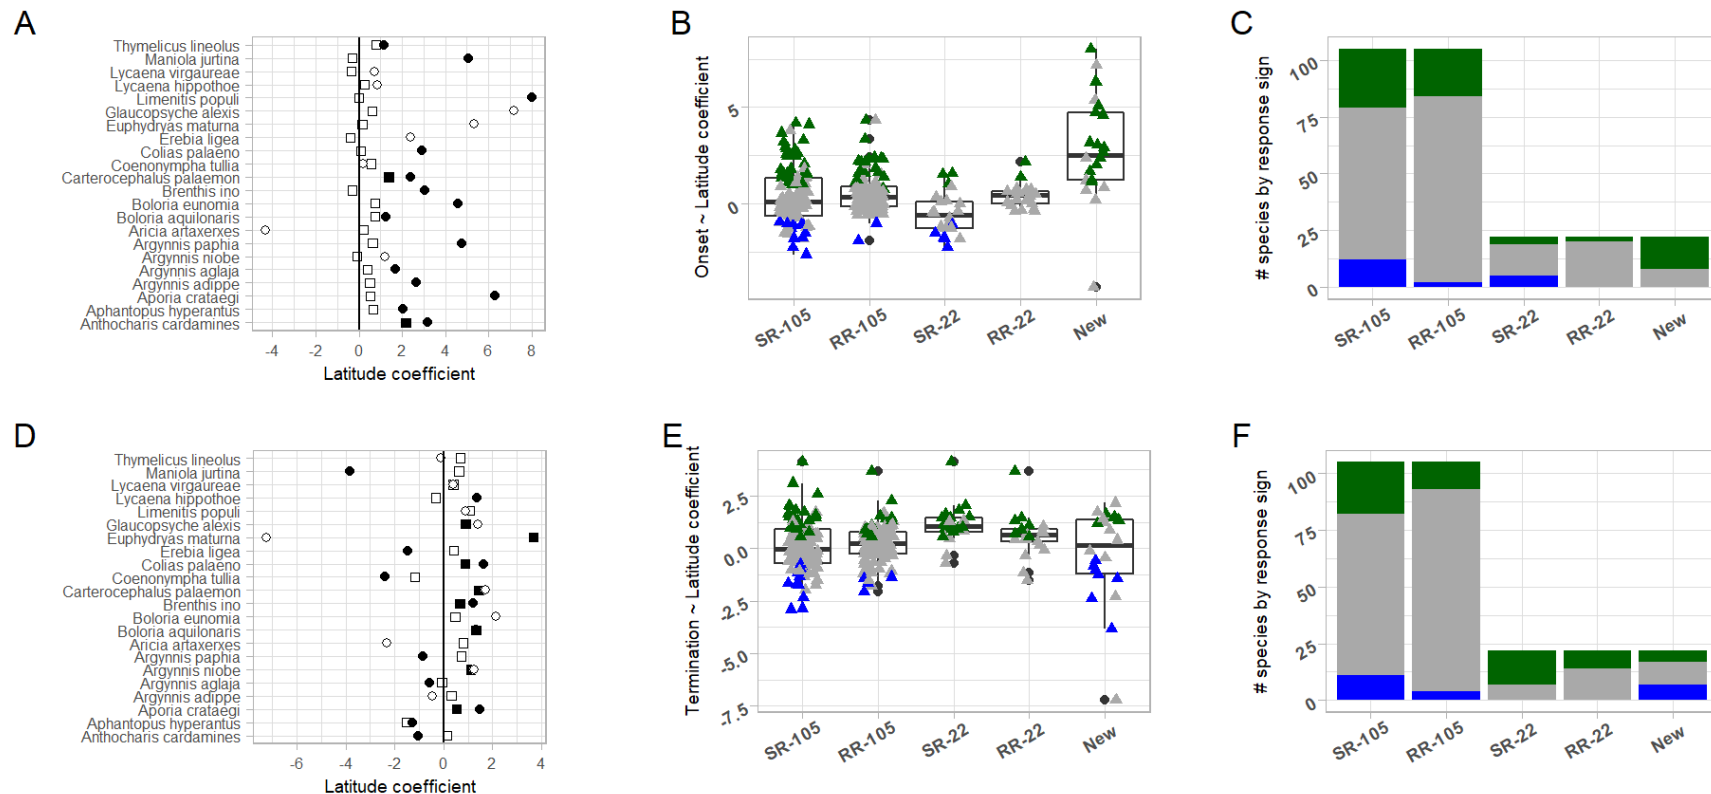 A
Thymelicus lineolus
Maniola jurtina
Lycaena virgaureae
Lycaena hippothoe
Limenitis populi
Glaucopsyche alexis
Euphydryas maturna
Erebia ligea
Colias palaeno
Coenonympha tullia
Carterocephalus palaemon
Brenthis ino
Boloria eunomia
Boloria aquilonaris
Aricia artaxerxes
Argynnis paphia
Argynnis niobe
Argynnis aglaja
Argynnis adippe
Aporia crataegi
Aphantopus hyperantus
Anthocharis cardamines
-4 -2 0 2 4 6 8
Latitude coefficient
B
Onset ~ Latitude coefficient
5
0
SR-105 RR-105 SR-22 RR-22 New
C
# species by response sign
100
75
50
25
0
SR-105 RR-105 SR-22 RR-22 New
D
Thymelicus lineolus
Maniola jurtina
Lycaena virgaureae
Lycaena hippothoe
Limenitis populi
Glaucopsyche alexis
Euphydryas maturna
Erebia ligea
Colias palaeno
Coenonympha tullia
Carterocephalus palaemon
Brenthis ino
Boloria eunomia
Boloria aquilonaris
Aricia artaxerxes
Argynnis paphia
Argynnis niobe
Argynnis aglaja
Argynnis adippe
Aporia crataegi
Aphantopus hyperantus
Anthocharis cardamines
-6 -4 -2 0 2 4
Latitude coefficient
E
Termination ~ Latitude coefficient
2.5
0.0
-2.5
-5.0
-7.5
SR-105 RR-105 SR-22 RR-22 New
F
# species by response sign
100
75
50
25
0
SR-105 RR-105 SR-22 RR-22 New